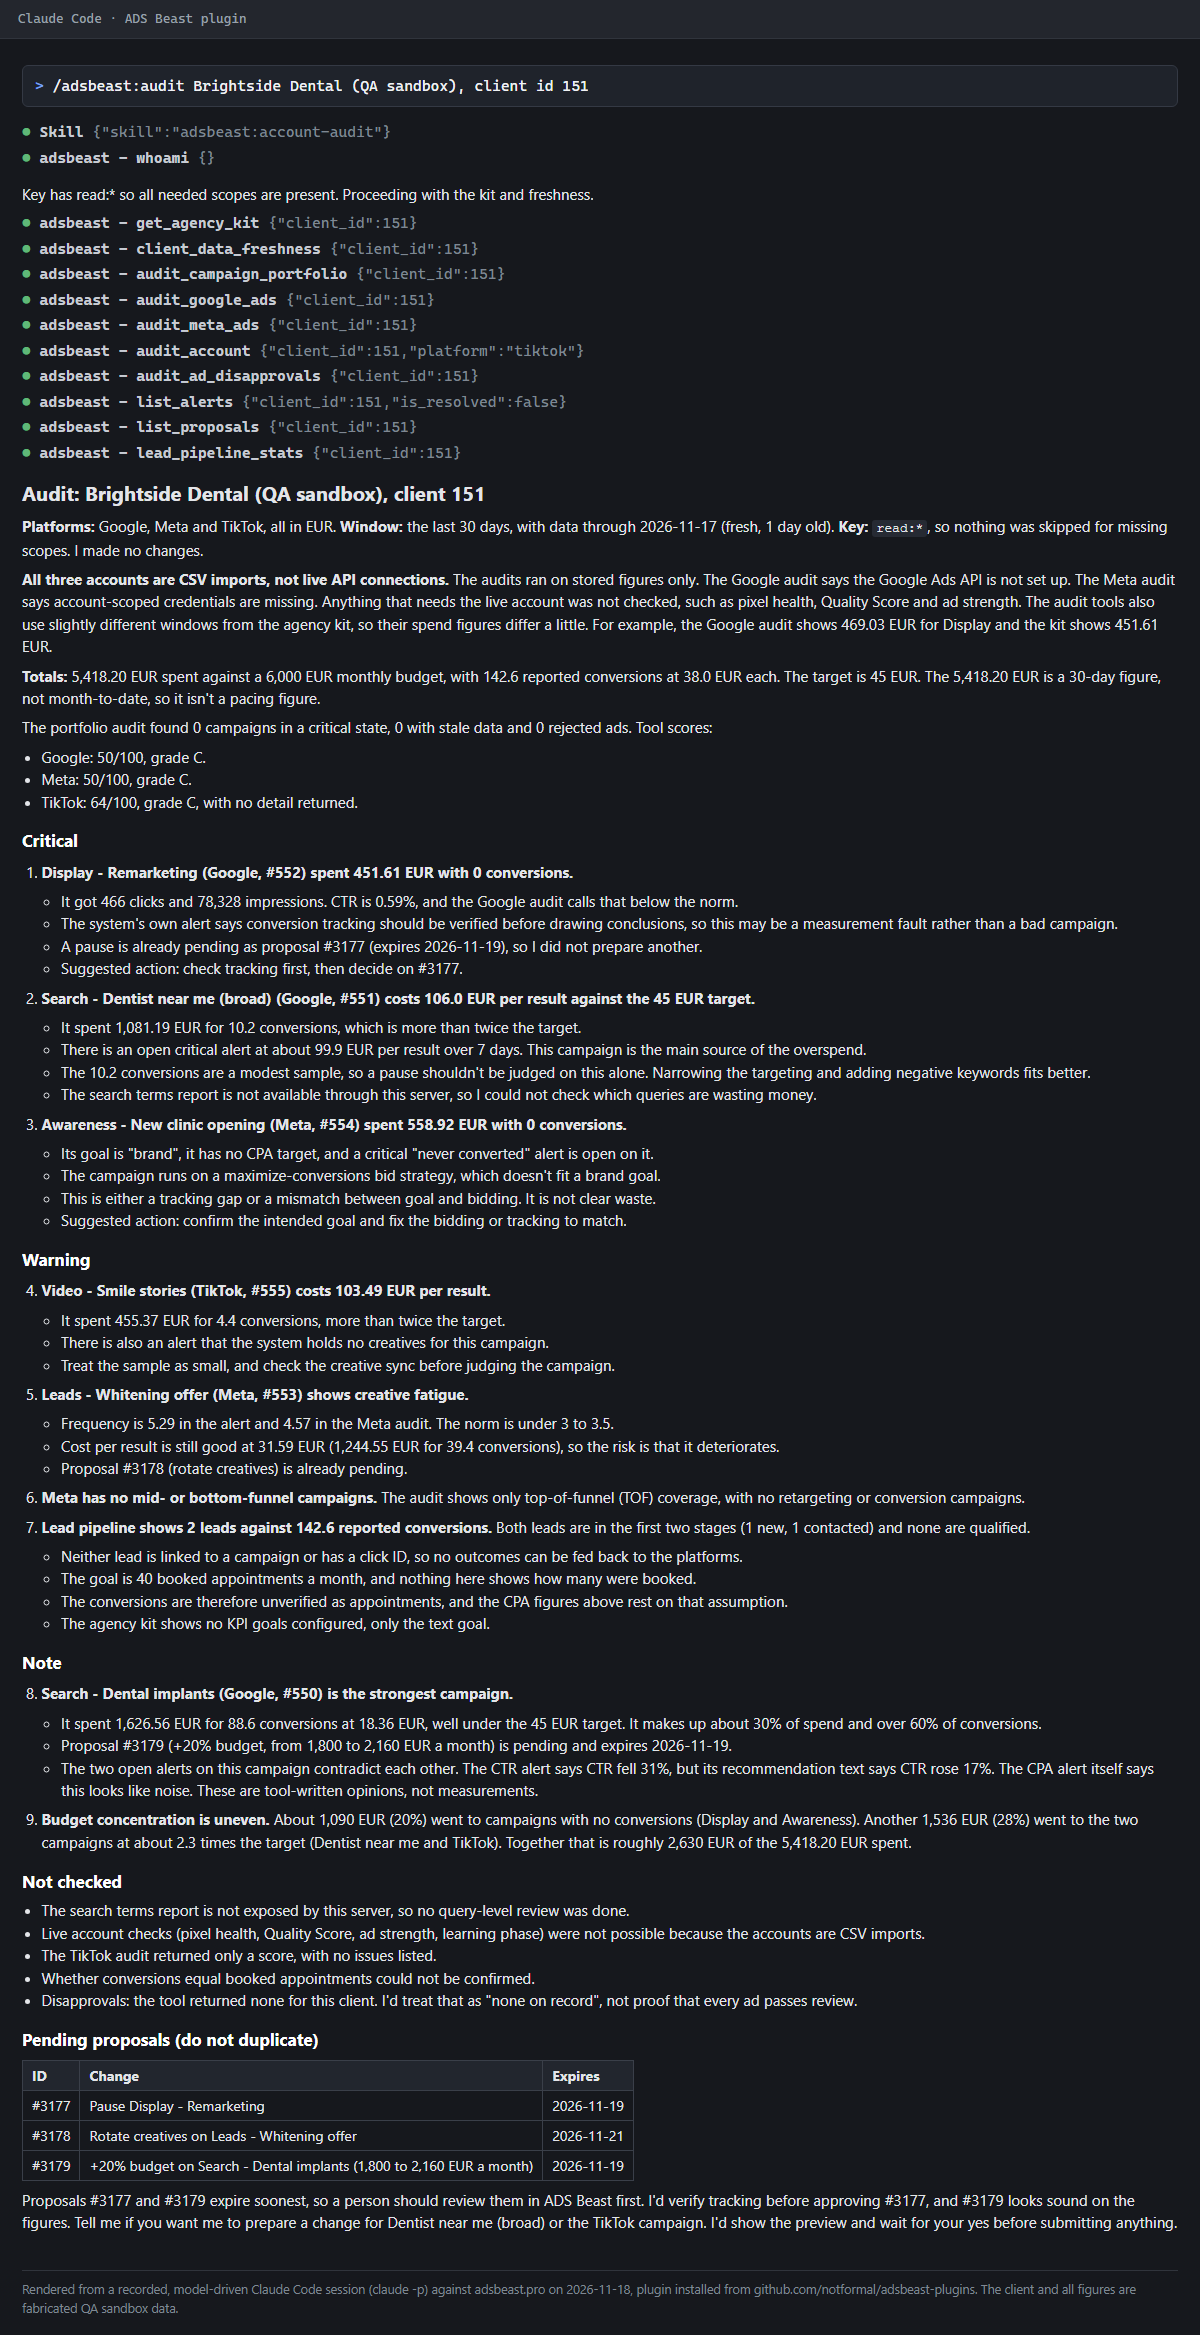 Claude Code · ADS Beast plugin
> /adsbeast:audit Brightside Dental (QA sandbox), client id 151
● Skill {"skill":"adsbeast:account-audit"}
● adsbeast - whoami {}
Key has read:* so all needed scopes are present. Proceeding with the kit and freshness.
● adsbeast - get_agency_kit {"client_id":151}
● adsbeast - client_data_freshness {"client_id":151}
● adsbeast - audit_campaign_portfolio {"client_id":151}
● adsbeast - audit_google_ads {"client_id":151}
● adsbeast - audit_meta_ads {"client_id":151}
● adsbeast - audit_account {"client_id":151,"platform":"tiktok"}
● adsbeast - audit_ad_disapprovals {"client_id":151}
● adsbeast - list_alerts {"client_id":151,"is_resolved":false}
● adsbeast - list_proposals {"client_id":151}
● adsbeast - lead_pipeline_stats {"client_id":151}
Audit: Brightside Dental (QA sandbox), client 151
Platforms: Google, Meta and TikTok, all in EUR. Window: the last 30 days, with data through 2026-11-17 (fresh, 1 day old). Key: read:*, so nothing was skipped for missing
scopes. I made no changes.
All three accounts are CSV imports, not live API connections. The audits ran on stored figures only. The Google audit says the Google Ads API is not set up. The Meta audit
says account-scoped credentials are missing. Anything that needs the live account was not checked, such as pixel health, Quality Score and ad strength. The audit tools also
use slightly different windows from the agency kit, so their spend figures differ a little. For example, the Google audit shows 469.03 EUR for Display and the kit shows 451.61
EUR.
Totals: 5,418.20 EUR spent against a 6,000 EUR monthly budget, with 142.6 reported conversions at 38.0 EUR each. The target is 45 EUR. The 5,418.20 EUR is a 30-day figure,
not month-to-date, so it isn't a pacing figure.
The portfolio audit found 0 campaigns in a critical state, 0 with stale data and 0 rejected ads. Tool scores:
• Google: 50/100, grade C.
• Meta: 50/100, grade C.
• TikTok: 64/100, grade C, with no detail returned.
Critical
1. Display - Remarketing (Google, #552) spent 451.61 EUR with 0 conversions.
○ It got 466 clicks and 78,328 impressions. CTR is 0.59%, and the Google audit calls that below the norm.
○ The system's own alert says conversion tracking should be verified before drawing conclusions, so this may be a measurement fault rather than a bad campaign.
○ A pause is already pending as proposal #3177 (expires 2026-11-19), so I did not prepare another.
○ Suggested action: check tracking first, then decide on #3177.
2. Search - Dentist near me (broad) (Google, #551) costs 106.0 EUR per result against the 45 EUR target.
○ It spent 1,081.19 EUR for 10.2 conversions, which is more than twice the target.
○ There is an open critical alert at about 99.9 EUR per result over 7 days. This campaign is the main source of the overspend.
○ The 10.2 conversions are a modest sample, so a pause shouldn't be judged on this alone. Narrowing the targeting and adding negative keywords fits better.
○ The search terms report is not available through this server, so I could not check which queries are wasting money.
3. Awareness - New clinic opening (Meta, #554) spent 558.92 EUR with 0 conversions.
○ Its goal is "brand", it has no CPA target, and a critical "never converted" alert is open on it.
○ The campaign runs on a maximize-conversions bid strategy, which doesn't fit a brand goal.
○ This is either a tracking gap or a mismatch between goal and bidding. It is not clear waste.
○ Suggested action: confirm the intended goal and fix the bidding or tracking to match.
Warning
4. Video - Smile stories (TikTok, #555) costs 103.49 EUR per result.
○ It spent 455.37 EUR for 4.4 conversions, more than twice the target.
○ There is also an alert that the system holds no creatives for this campaign.
○ Treat the sample as small, and check the creative sync before judging the campaign.
5. Leads - Whitening offer (Meta, #553) shows creative fatigue.
○ Frequency is 5.29 in the alert and 4.57 in the Meta audit. The norm is under 3 to 3.5.
○ Cost per result is still good at 31.59 EUR (1,244.55 EUR for 39.4 conversions), so the risk is that it deteriorates.
○ Proposal #3178 (rotate creatives) is already pending.
6. Meta has no mid- or bottom-funnel campaigns. The audit shows only top-of-funnel (TOF) coverage, with no retargeting or conversion campaigns.
7. Lead pipeline shows 2 leads against 142.6 reported conversions. Both leads are in the first two stages (1 new, 1 contacted) and none are qualified.
○ Neither lead is linked to a campaign or has a click ID, so no outcomes can be fed back to the platforms.
○ The goal is 40 booked appointments a month, and nothing here shows how many were booked.
○ The conversions are therefore unverified as appointments, and the CPA figures above rest on that assumption.
○ The agency kit shows no KPI goals configured, only the text goal.
Note
8. Search - Dental implants (Google, #550) is the strongest campaign.
○ It spent 1,626.56 EUR for 88.6 conversions at 18.36 EUR, well under the 45 EUR target. It makes up about 30% of spend and over 60% of conversions.
○ Proposal #3179 (+20% budget, from 1,800 to 2,160 EUR a month) is pending and expires 2026-11-19.
○ The two open alerts on this campaign contradict each other. The CTR alert says CTR fell 31%, but its recommendation text says CTR rose 17%. The CPA alert itself says
this looks like noise. These are tool-written opinions, not measurements.
9. Budget concentration is uneven. About 1,090 EUR (20%) went to campaigns with no conversions (Display and Awareness). Another 1,536 EUR (28%) went to the two
campaigns at about 2.3 times the target (Dentist near me and TikTok). Together that is roughly 2,630 EUR of the 5,418.20 EUR spent.
Not checked
• The search terms report is not exposed by this server, so no query-level review was done.
• Live account checks (pixel health, Quality Score, ad strength, learning phase) were not possible because the accounts are CSV imports.
• The TikTok audit returned only a score, with no issues listed.
• Whether conversions equal booked appointments could not be confirmed.
• Disapprovals: the tool returned none for this client. I'd treat that as "none on record", not proof that every ad passes review.
Pending proposals (do not duplicate)
ID Change Expires
#3177 Pause Display - Remarketing 2026-11-19
#3178 Rotate creatives on Leads - Whitening offer 2026-11-21
#3179 +20% budget on Search - Dental implants (1,800 to 2,160 EUR a month) 2026-11-19
Proposals #3177 and #3179 expire soonest, so a person should review them in ADS Beast first. I'd verify tracking before approving #3177, and #3179 looks sound on the
figures. Tell me if you want me to prepare a change for Dentist near me (broad) or the TikTok campaign. I'd show the preview and wait for your yes before submitting anything.
Rendered from a recorded, model-driven Claude Code session (claude -p) against adsbeast.pro on 2026-11-18, plugin installed from github.com/notformal/adsbeast-plugins. The client and all figures are
fabricated QA sandbox data.